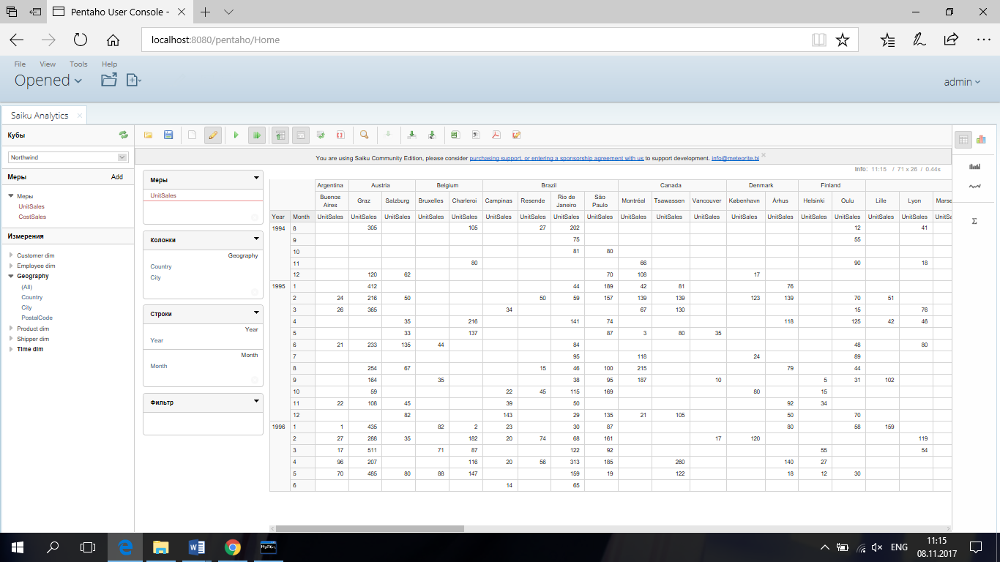 Pentaho User Console -
localhost:8080/pentaho/Home
File View Tools Help
Opened
admin
Saiku Analytics
Кубы
Northwind
Меры Add
Меры
UnitSales
CostSales
Измерения
Customer dim
Employee dim
Geography
(All)
Country
City
PostalCode
Product dim
Shipper dim
Time dim
You are using Saiku Community Edition, please consider purchasing support, or entering a sponsorship agreement with us to support development. info@meteorite.bi
Info: 11:15 / 71 x 26 / 0.44s
Меры
UnitSales
Колонки
Geography
Country
City
Строки
Year
Year
Month
Month
Фильтр
Argentina Austria Belgium Brazil Canada Denmark Finland
Buenos Aires Graz Salzburg Bruxelles Charleroi Campinas Resende Rio de Janeiro São Paulo Montréal Tsawassen Vancouver København Århus Helsinki Oulu Lille Lyon Marse
Year Month UnitSales UnitSales UnitSales UnitSales UnitSales UnitSales UnitSales UnitSales UnitSales UnitSales UnitSales UnitSales UnitSales UnitSales UnitSales UnitSales UnitSales UnitSales UnitSa
1994 8 305 105 27 202 12 41
9 75 55
10 81 80
11 80 66 90 18
12 120 62 70 108 17
1995 1 412 44 189 42 81 76
2 24 216 50 50 59 157 139 139 123 139 70 51
3 26 365 34 67 130 15 76
4 35 216 141 74 118 125 42 46
5 33 137 87 3 80 35
6 21 233 135 44 84 48 80
7 95 118 24 89
8 254 67 15 46 100 215 79 44
9 164 35 38 95 187 10 5 31 102
10 59 22 45 115 169 80 15
11 22 108 45 39 50 92 34
12 82 143 29 135 21 105 50 70
1996 1 1 435 82 2 23 30 87 80 58 159
2 27 288 35 182 20 74 68 161 17 120 119
3 17 511 71 87 122 92 55 54
4 96 207 116 20 56 313 185 260 140 27
5 70 485 80 88 147 159 19 122 18 12 30
6 14 65
ENG
11:15
08.11.2017